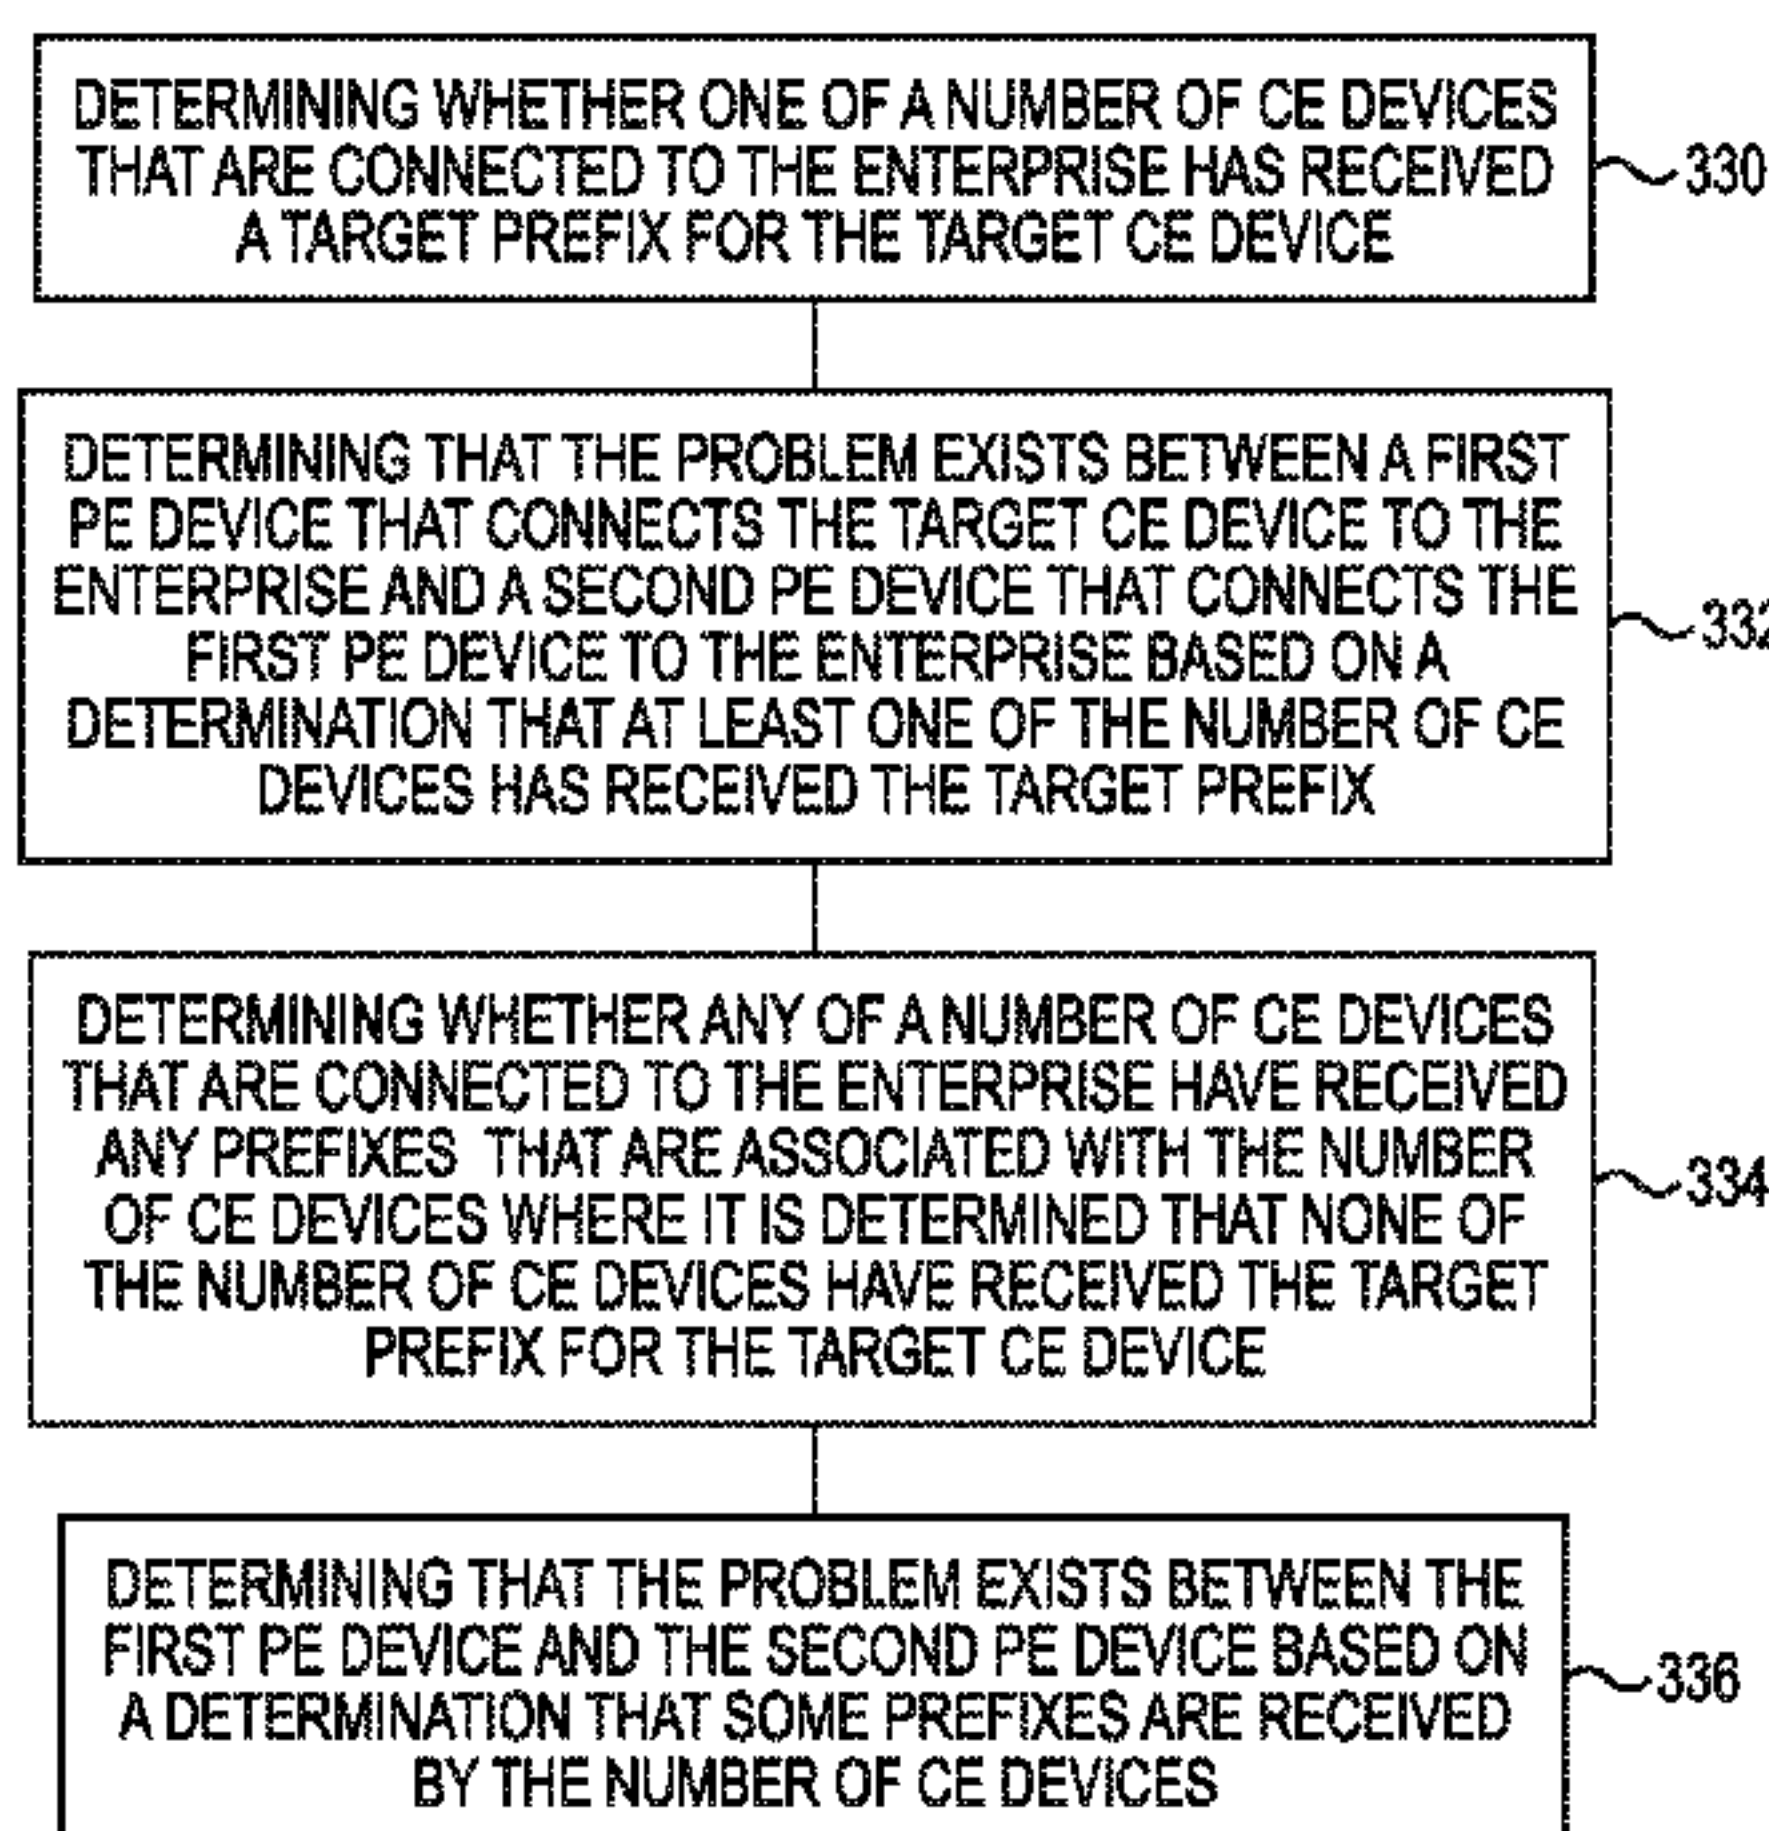 DETERMINING WHETHER ONE OF A NUMBER OF CE DEVICES
THAT ARE CONNECTED TO THE ENTERPRISE HAS RECEIVED
A TARGET PREFIX FOR THE TARGET CE DEVICE
330
DETERMINING THAT THE PROBLEM EXISTS BETWEEN A FIRST
PE DEVICE THAT CONNECTS THE TARGET CE DEVICE TO THE
ENTERPRISE AND A SECOND PE DEVICE THAT CONNECTS THE
FIRST PE DEVICE TO THE ENTERPRISE BASED ON A
DETERMINATION THAT AT LEAST ONE OF THE NUMBER OF CE
DEVICES HAS RECEIVED THE TARGET PREFIX
332
DETERMINING WHETHER ANY OF A NUMBER OF CE DEVICES
THAT ARE CONNECTED TO THE ENTERPRISE HAVE RECEIVED
ANY PREFIXES THAT ARE ASSOCIATED WITH THE NUMBER
OF CE DEVICES WHERE IT IS DETERMINED THAT NONE OF
THE NUMBER OF CE DEVICES HAVE RECEIVED THE TARGET
PREFIX FOR THE TARGET CE DEVICE
334
DETERMINING THAT THE PROBLEM EXISTS BETWEEN THE
FIRST PE DEVICE AND THE SECOND PE DEVICE BASED ON
A DETERMINATION THAT SOME PREFIXES ARE RECEIVED
BY THE NUMBER OF CE DEVICES
336